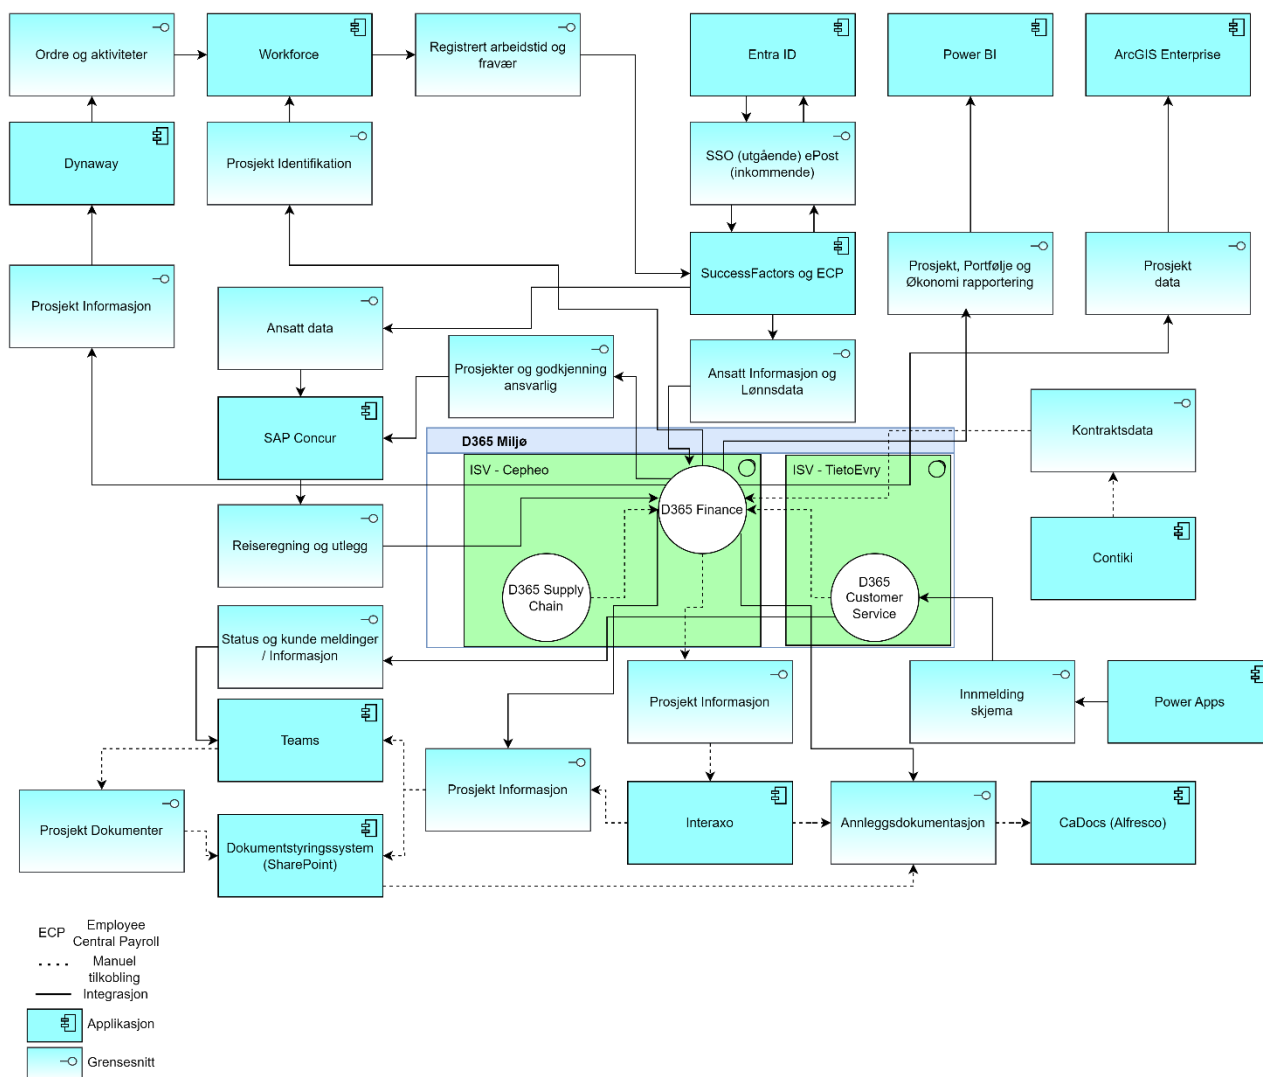 Ordre og aktiviteter
Workforce
Registrert arbeidstid og
fravær
Entra ID
Power BI
ArcGIS Enterprise
Dynaway
Prosjekt Identifikation
SSO (utgående) ePost
(inkommende)
Prosjekt Informasjon
Ansatt data
SuccessFactors og ECP
Prosjekt, Portfølje og
Økonomi rapportering
Prosjekt
data
Prosjekter og godkjenning
ansvarlig
Ansatt Informasjon og
Lønnsdata
SAP Concur
Kontraktsdata
D365 Miljø
ISV - Cepheo
ISV - TietoEvry
D365 Finance
Reiseregning og utlegg
Contiki
D365 Supply
Chain
D365
Customer
Service
Status og kunde meldinger
/ Informasjon
Prosjekt Informasjon
Innmelding
skjema
Power Apps
Teams
Prosjekt Informasjon
Prosjekt Dokumenter
Dokumentstyringssystem
(SharePoint)
Interaxo
Annleggsdokumentasjon
CaDocs (Alfresco)
ECP
Employee
Central Payroll
Manuel
tilkobling
Integrasjon
Applikasjon
Grensesnitt